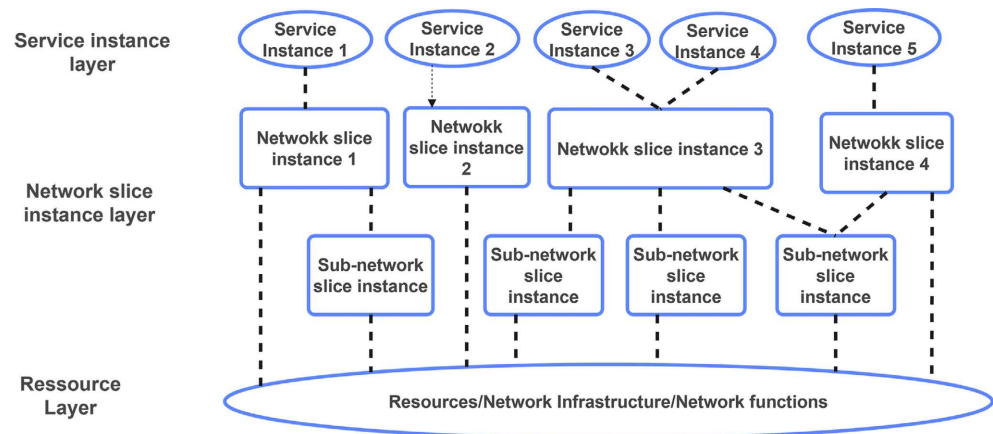 Service instance
layer
Service
Instance 1
Service
Instance 2
Service
Instance 3
Service
Instance 4
Service
Instance 5
Network slice
instance layer
Netwokk slice
instance 1
Netwokk
slice instance
2
Netwokk slice instance 3
Netwokk slice
instance 4
Sub-network
slice instance
Sub-network
slice
instance
Sub-network
slice
instance
Sub-network
slice
instance
Ressource
Layer
Resources/Network Infrastructure/Network functions